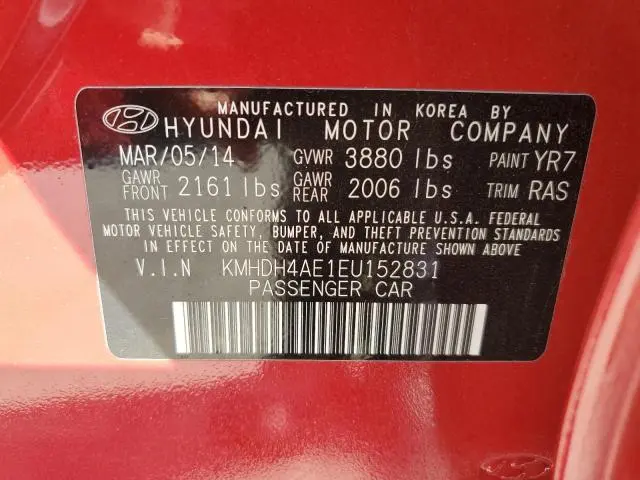 MANUFACTURED IN KOREA BY
HYUNDAI MOTOR COMPANY
MAR/05/14 GVWR 3880 lbs PAINT YR7
GAWR FRONT 2161 lbs GAWR REAR 2006 lbs TRIM RAS
THIS VEHICLE CONFORMS TO ALL APPLICABLE U.S.A. FEDERAL
MOTOR VEHICLE SAFETY, BUMPER, AND THEFT PREVENTION STANDARDS
IN EFFECT ON THE DATE OF MANUFACTURE SHOWN ABOVE
V.I.N KMHDH4AE1EU152831
PASSENGER CAR